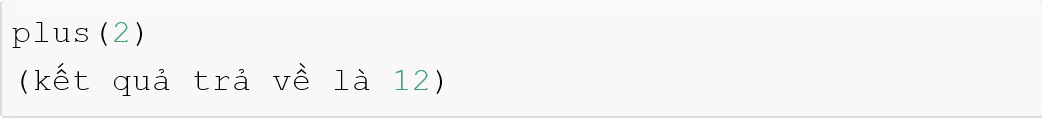 plus(2)
(kết quả trả về là 12)